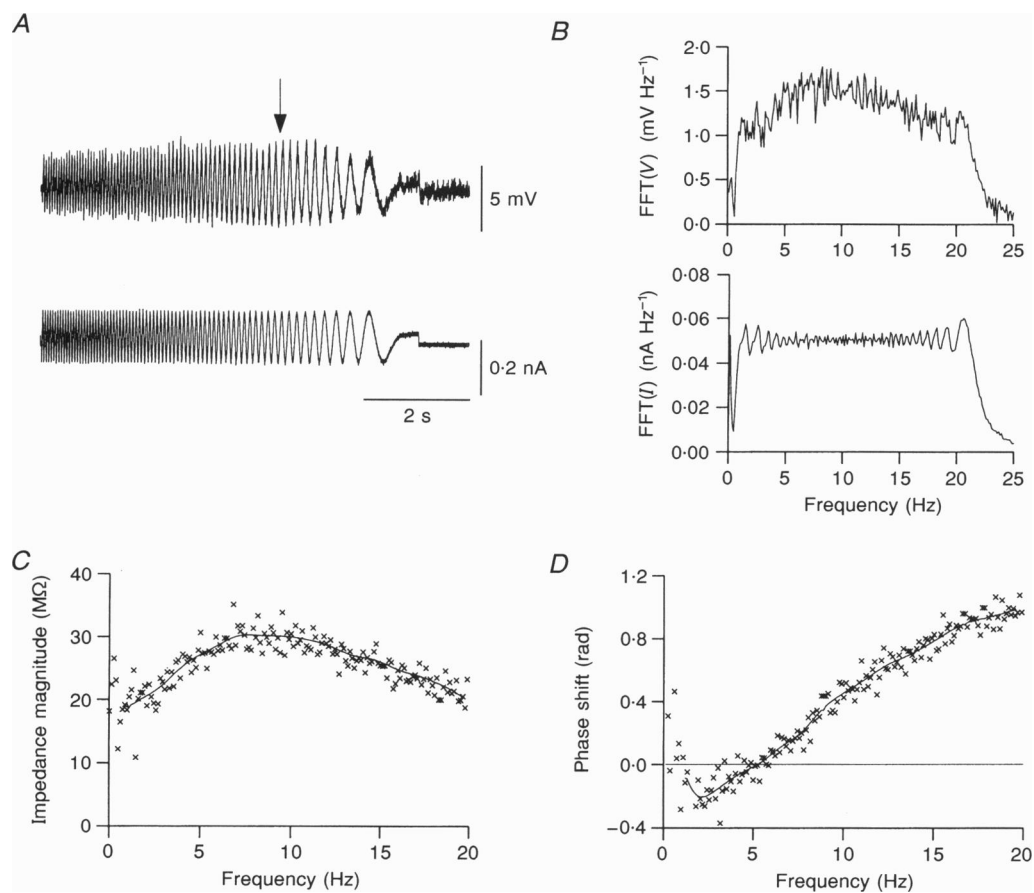 A
5 mV
0·2 nA
2 s
B
FFT(V) (mV Hz⁻¹)
2·0
1·5
1·0
0·5
0·0
0 5 10 15 20 25
FFT(I) (nA Hz⁻¹)
0·08
0·06
0·04
0·02
0·00
0 5 10 15 20 25
Frequency (Hz)
C
Impedance magnitude (MΩ)
40
30
20
10
0
0 5 10 15 20
Frequency (Hz)
D
Phase shift (rad)
1·2
0·8
0·4
0·0
−0·4
0 5 10 15 20
Frequency (Hz)